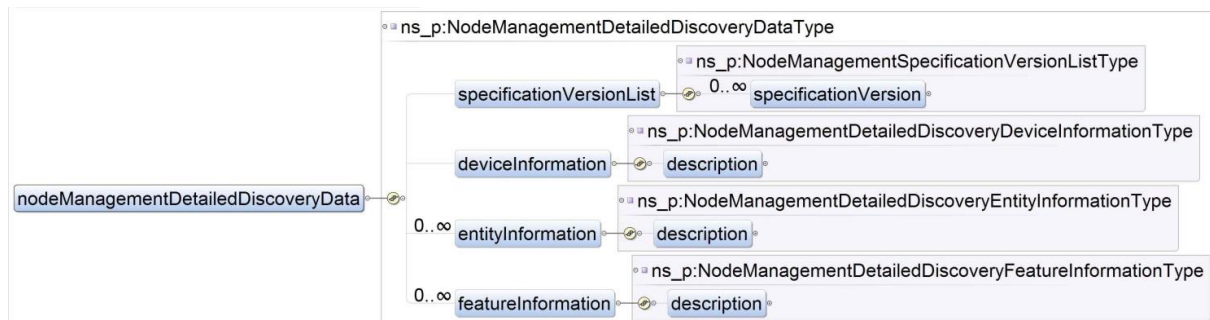 ns_p:NodeManagementDetailedDiscoveryDataType
ns_p:NodeManagementSpecificationVersionListType
specificationVersionList 0..∞ specificationVersion
ns_p:NodeManagementDetailedDiscoveryDeviceInformationType
deviceInformation description
nodeManagementDetailedDiscoveryData
ns_p:NodeManagementDetailedDiscoveryEntityInformationType
0..∞ entityInformation description
ns_p:NodeManagementDetailedDiscoveryFeatureInformationType
0..∞ featureInformation description